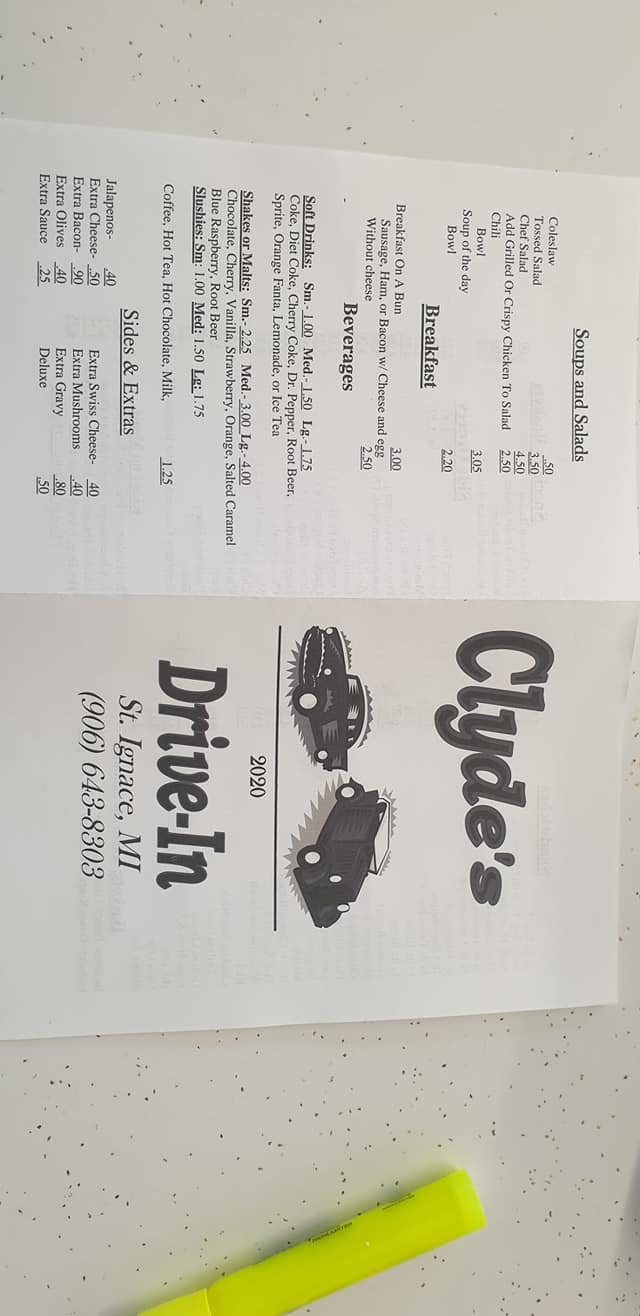 Soups and Salads
Coleslaw .50
Tossed Salad 3.50
Chef Salad 4.50
Add Grilled Or Crispy Chicken To Salad 2.50
Chili
Bowl 3.05
Soup of the day
Bowl 2.20
Breakfast
Breakfast On A Bun
Sausage, Ham, or Bacon w/ Cheese and egg 3.00
Without cheese 2.50
Beverages
Soft Drinks: Sm.- 1.00 Med.- 1.50 Lg.- 1.75
Coke, Diet Coke, Cherry Coke, Dr. Pepper, Root Beer,
Sprite, Orange Fanta, Lemonade, or Ice Tea
Shakes or Malts: Sm.- 2.25 Med.- 3.00 Lg.- 4.00
Chocolate, Cherry, Vanilla, Strawberry, Orange, Salted Caramel
Blue Raspberry, Root Beer
Slushies: Sm: 1.00 Med: 1.50 Lg: 1.75
Coffee, Hot Tea, Hot Chocolate, Milk, 1.25
Sides & Extras
Jalapenos- .40 Extra Swiss Cheese- .40
Extra Cheese- .50 Extra Mushrooms .40
Extra Bacon- .90 Extra Gravy .80
Extra Olives .40 Deluxe .50
Extra Sauce .25
Clyde's
2020
Drive-In
St. Ignace, MI
(906) 643-8303
HIGHLIGHTER